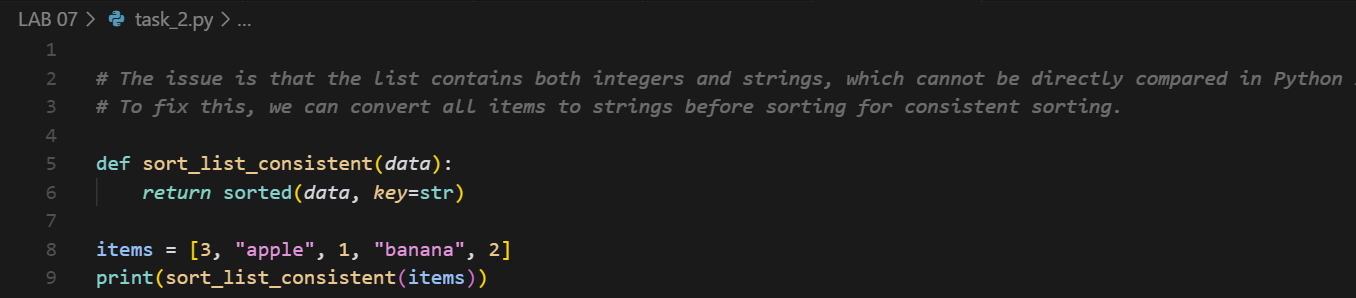 LAB 07 > task_2.py > ...
1
2 # The issue is that the list contains both integers and strings, which cannot be directly compared in Python
3 # To fix this, we can convert all items to strings before sorting for consistent sorting.
4
5 def sort_list_consistent(data):
6     return sorted(data, key=str)
7
8 items = [3, "apple", 1, "banana", 2]
9 print(sort_list_consistent(items))